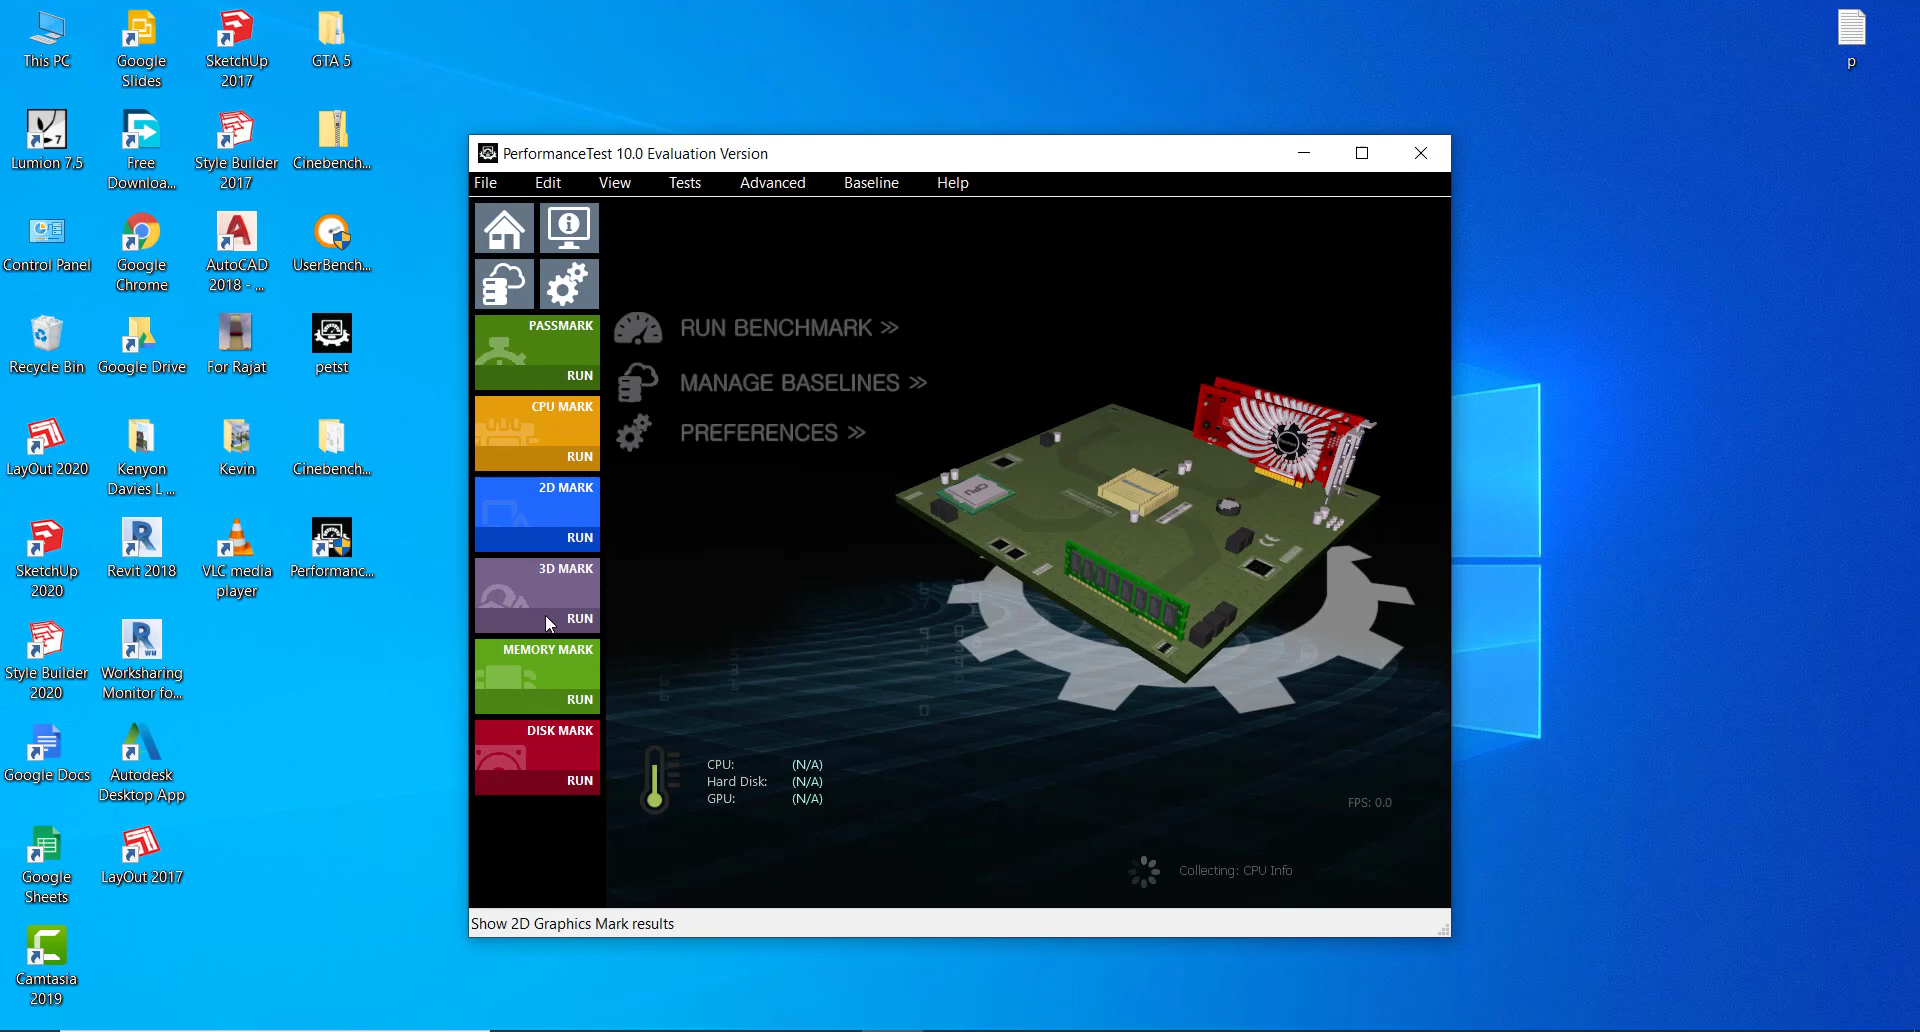 This PC
Google
Slides
SketchUp
2017
GTA 5
p
Lumion 7.5
Free
Downloa...
Style Builder
2017
Cinebench...
Control Panel
Google
Chrome
AutoCAD
2018 - ...
UserBench...
Recycle Bin
Google Drive
For Rajat
petst
LayOut 2020
Kenyon
Davies L ...
Kevin
Cinebench...
SketchUp
2020
Revit 2018
VLC media
player
Performanc...
Style Builder
2020
Worksharing
Monitor fo...
Google Docs
Autodesk
Desktop App
Google
Sheets
LayOut 2017
Camtasia
2019
PerformanceTest 10.0 Evaluation Version
File Edit View Tests Advanced Baseline Help
PASSMARK
RUN
CPU MARK
RUN
2D MARK
RUN
3D MARK
RUN
MEMORY MARK
RUN
DISK MARK
RUN
RUN BENCHMARK »
MANAGE BASELINES »
PREFERENCES »
CPU
CPU: (N/A)
Hard Disk: (N/A)
GPU: (N/A)
FPS: 0.0
Collecting: CPU Info
Show 2D Graphics Mark results